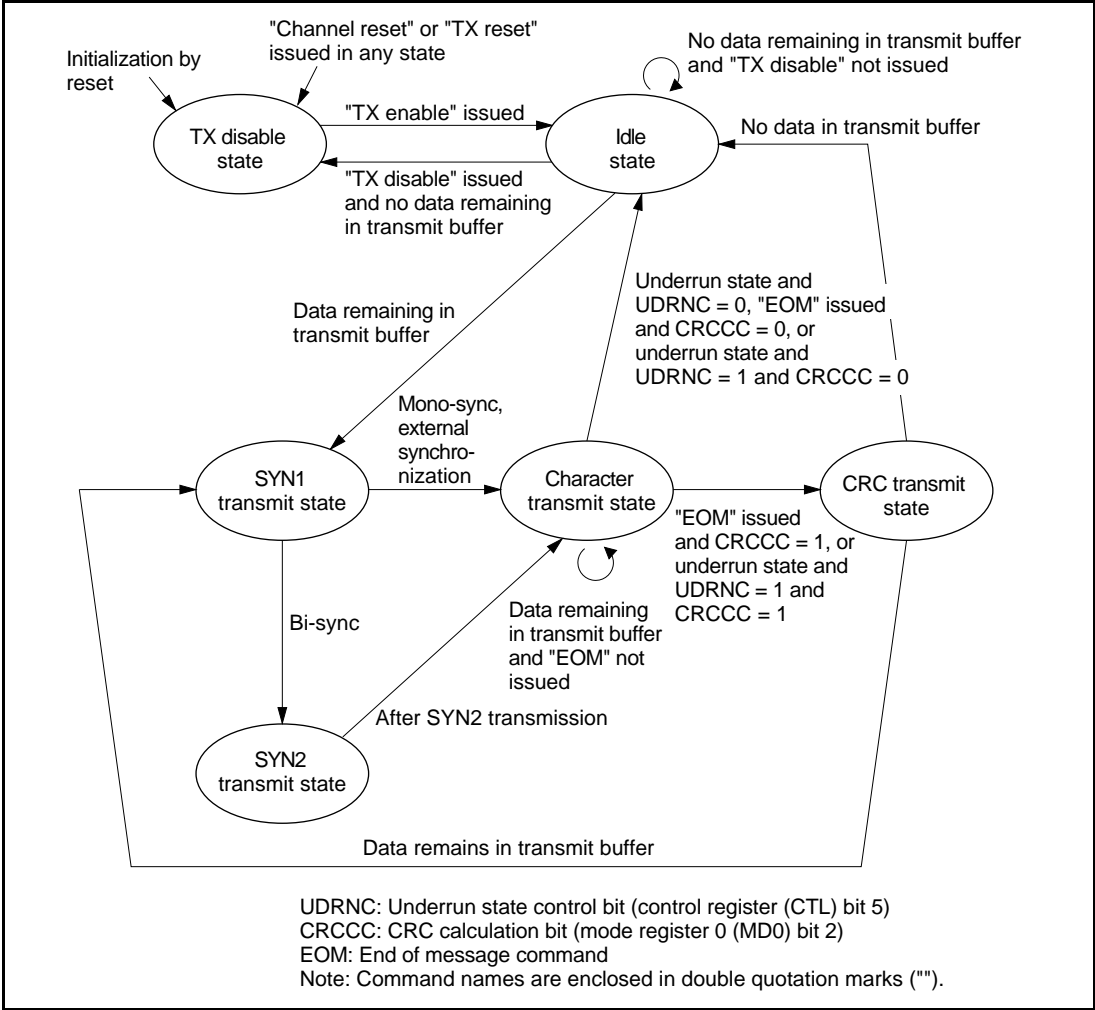 "Channel reset" or "TX reset"
issued in any state
Initialization by
reset
No data remaining in transmit buffer
and "TX disable" not issued
TX disable
state
"TX enable" issued
Idle
state
No data in transmit buffer
"TX disable" issued
and no data remaining
in transmit buffer
Data remaining in
transmit buffer
Underrun state and
UDRNC = 0, "EOM" issued
and CRCCC = 0, or
underrun state and
UDRNC = 1 and CRCCC = 0
Mono-sync,
external
synchro-
nization
SYN1
transmit state
Character
transmit state
CRC transmit
state
"EOM" issued
and CRCCC = 1, or
underrun state and
UDRNC = 1 and
CRCCC = 1
Data remaining
in transmit buffer
and "EOM" not
issued
Bi-sync
After SYN2 transmission
SYN2
transmit state
Data remains in transmit buffer
UDRNC: Underrun state control bit (control register (CTL) bit 5)
CRCCC: CRC calculation bit (mode register 0 (MD0) bit 2)
EOM: End of message command
Note: Command names are enclosed in double quotation marks ("").